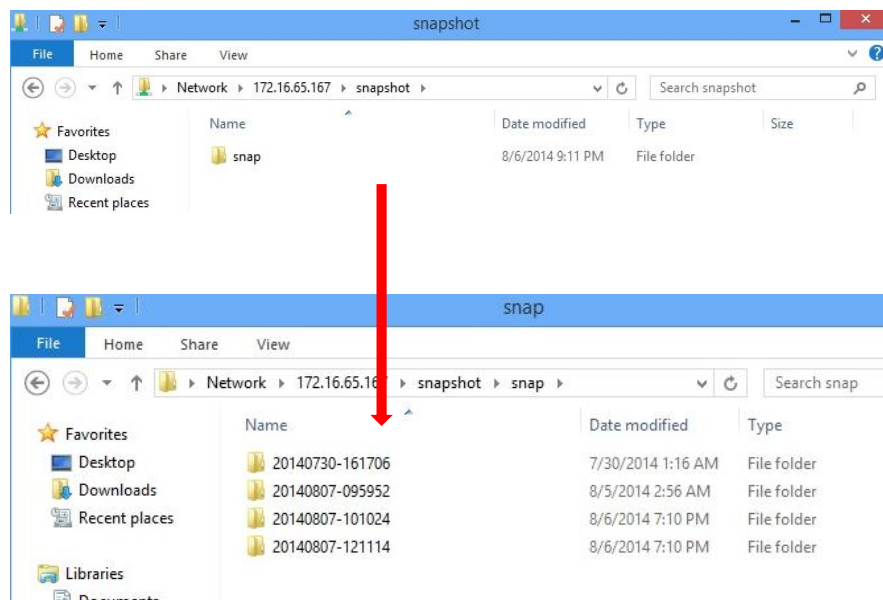 snapshot
File Home Share View
Network 172.16.65.167 snapshot Search snapshot
Favorites Name Date modified Type Size
Desktop snap 8/6/2014 9:11 PM File folder
Downloads
Recent places
snap
File Home Share View
Network snapshot snap Search snap
Favorites Name Date modified Type
Desktop 20140730-161706 7/30/2014 1:16 AM File folder
Downloads 20140807-095952 8/5/2014 2:56 AM File folder
Recent places 20140807-101024 8/6/2014 7:10 PM File folder
20140807-121114 8/6/2014 7:10 PM File folder
Libraries